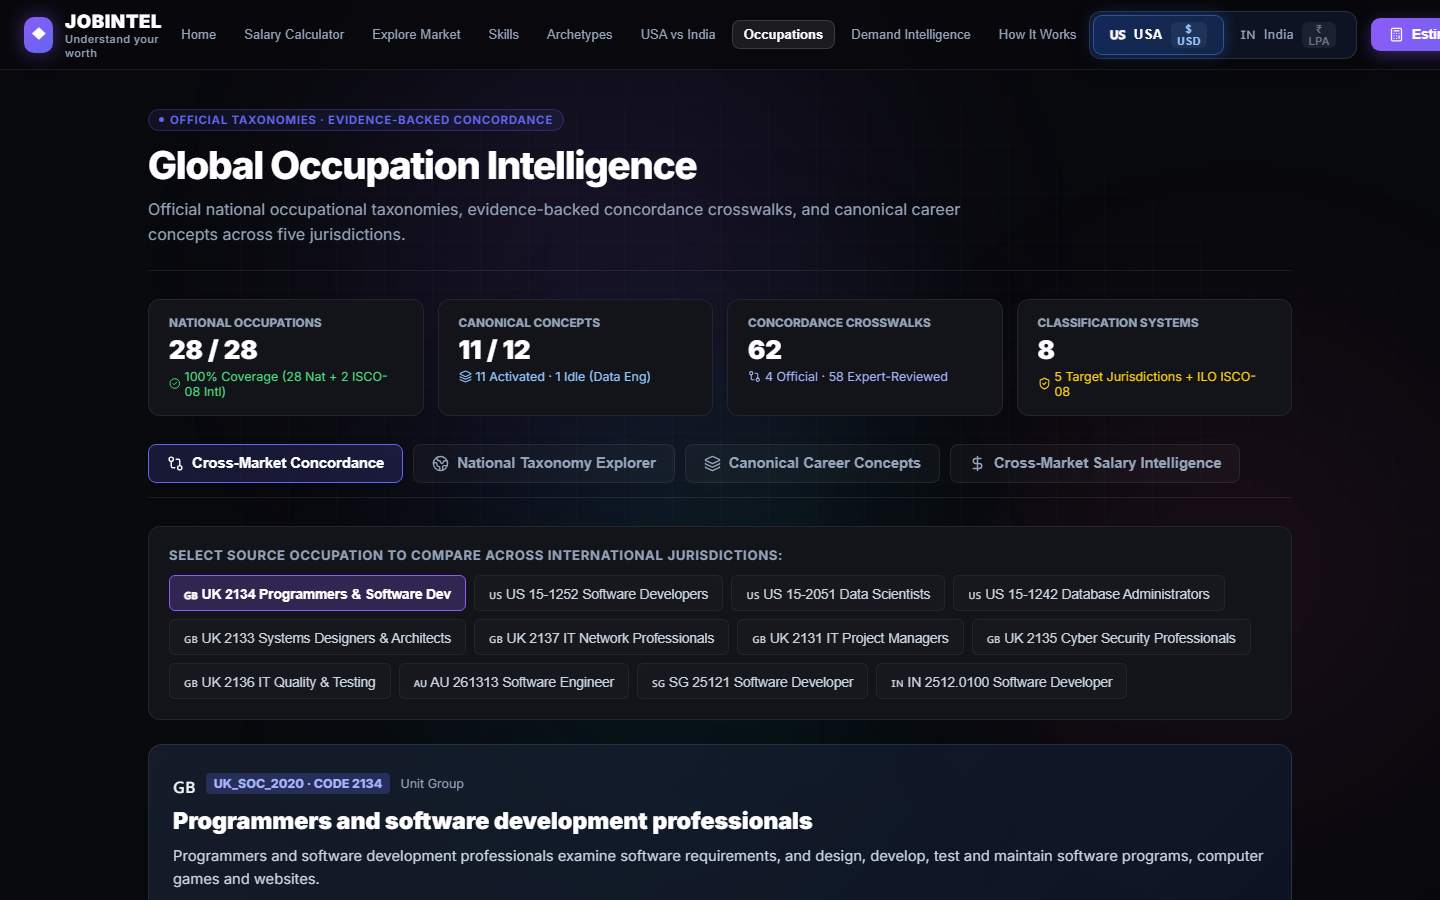 JOBINTEL
Understand your
worth
Home
Salary Calculator
Explore Market
Skills
Archetypes
USA vs India
Occupations
Demand Intelligence
How It Works
US USA $ USD
IN India ₹ LPA
Estir
OFFICIAL TAXONOMIES · EVIDENCE-BACKED CONCORDANCE
Global Occupation Intelligence
Official national occupational taxonomies, evidence-backed concordance crosswalks, and canonical career
concepts across five jurisdictions.
NATIONAL OCCUPATIONS
28 / 28
100% Coverage (28 Nat + 2 ISCO-
08 Intl)
CANONICAL CONCEPTS
11 / 12
11 Activated · 1 Idle (Data Eng)
CONCORDANCE CROSSWALKS
62
4 Official · 58 Expert-Reviewed
CLASSIFICATION SYSTEMS
8
5 Target Jurisdictions + ILO ISCO-
08
Cross-Market Concordance
National Taxonomy Explorer
Canonical Career Concepts
Cross-Market Salary Intelligence
SELECT SOURCE OCCUPATION TO COMPARE ACROSS INTERNATIONAL JURISDICTIONS:
GB UK 2134 Programmers & Software Dev
US US 15-1252 Software Developers
US US 15-2051 Data Scientists
US US 15-1242 Database Administrators
GB UK 2133 Systems Designers & Architects
GB UK 2137 IT Network Professionals
GB UK 2131 IT Project Managers
GB UK 2135 Cyber Security Professionals
GB UK 2136 IT Quality & Testing
AU AU 261313 Software Engineer
SG SG 25121 Software Developer
IN IN 2512.0100 Software Developer
GB UK_SOC_2020 · CODE 2134 Unit Group
Programmers and software development professionals
Programmers and software development professionals examine software requirements, and design, develop, test and maintain software programs, computer
games and websites.